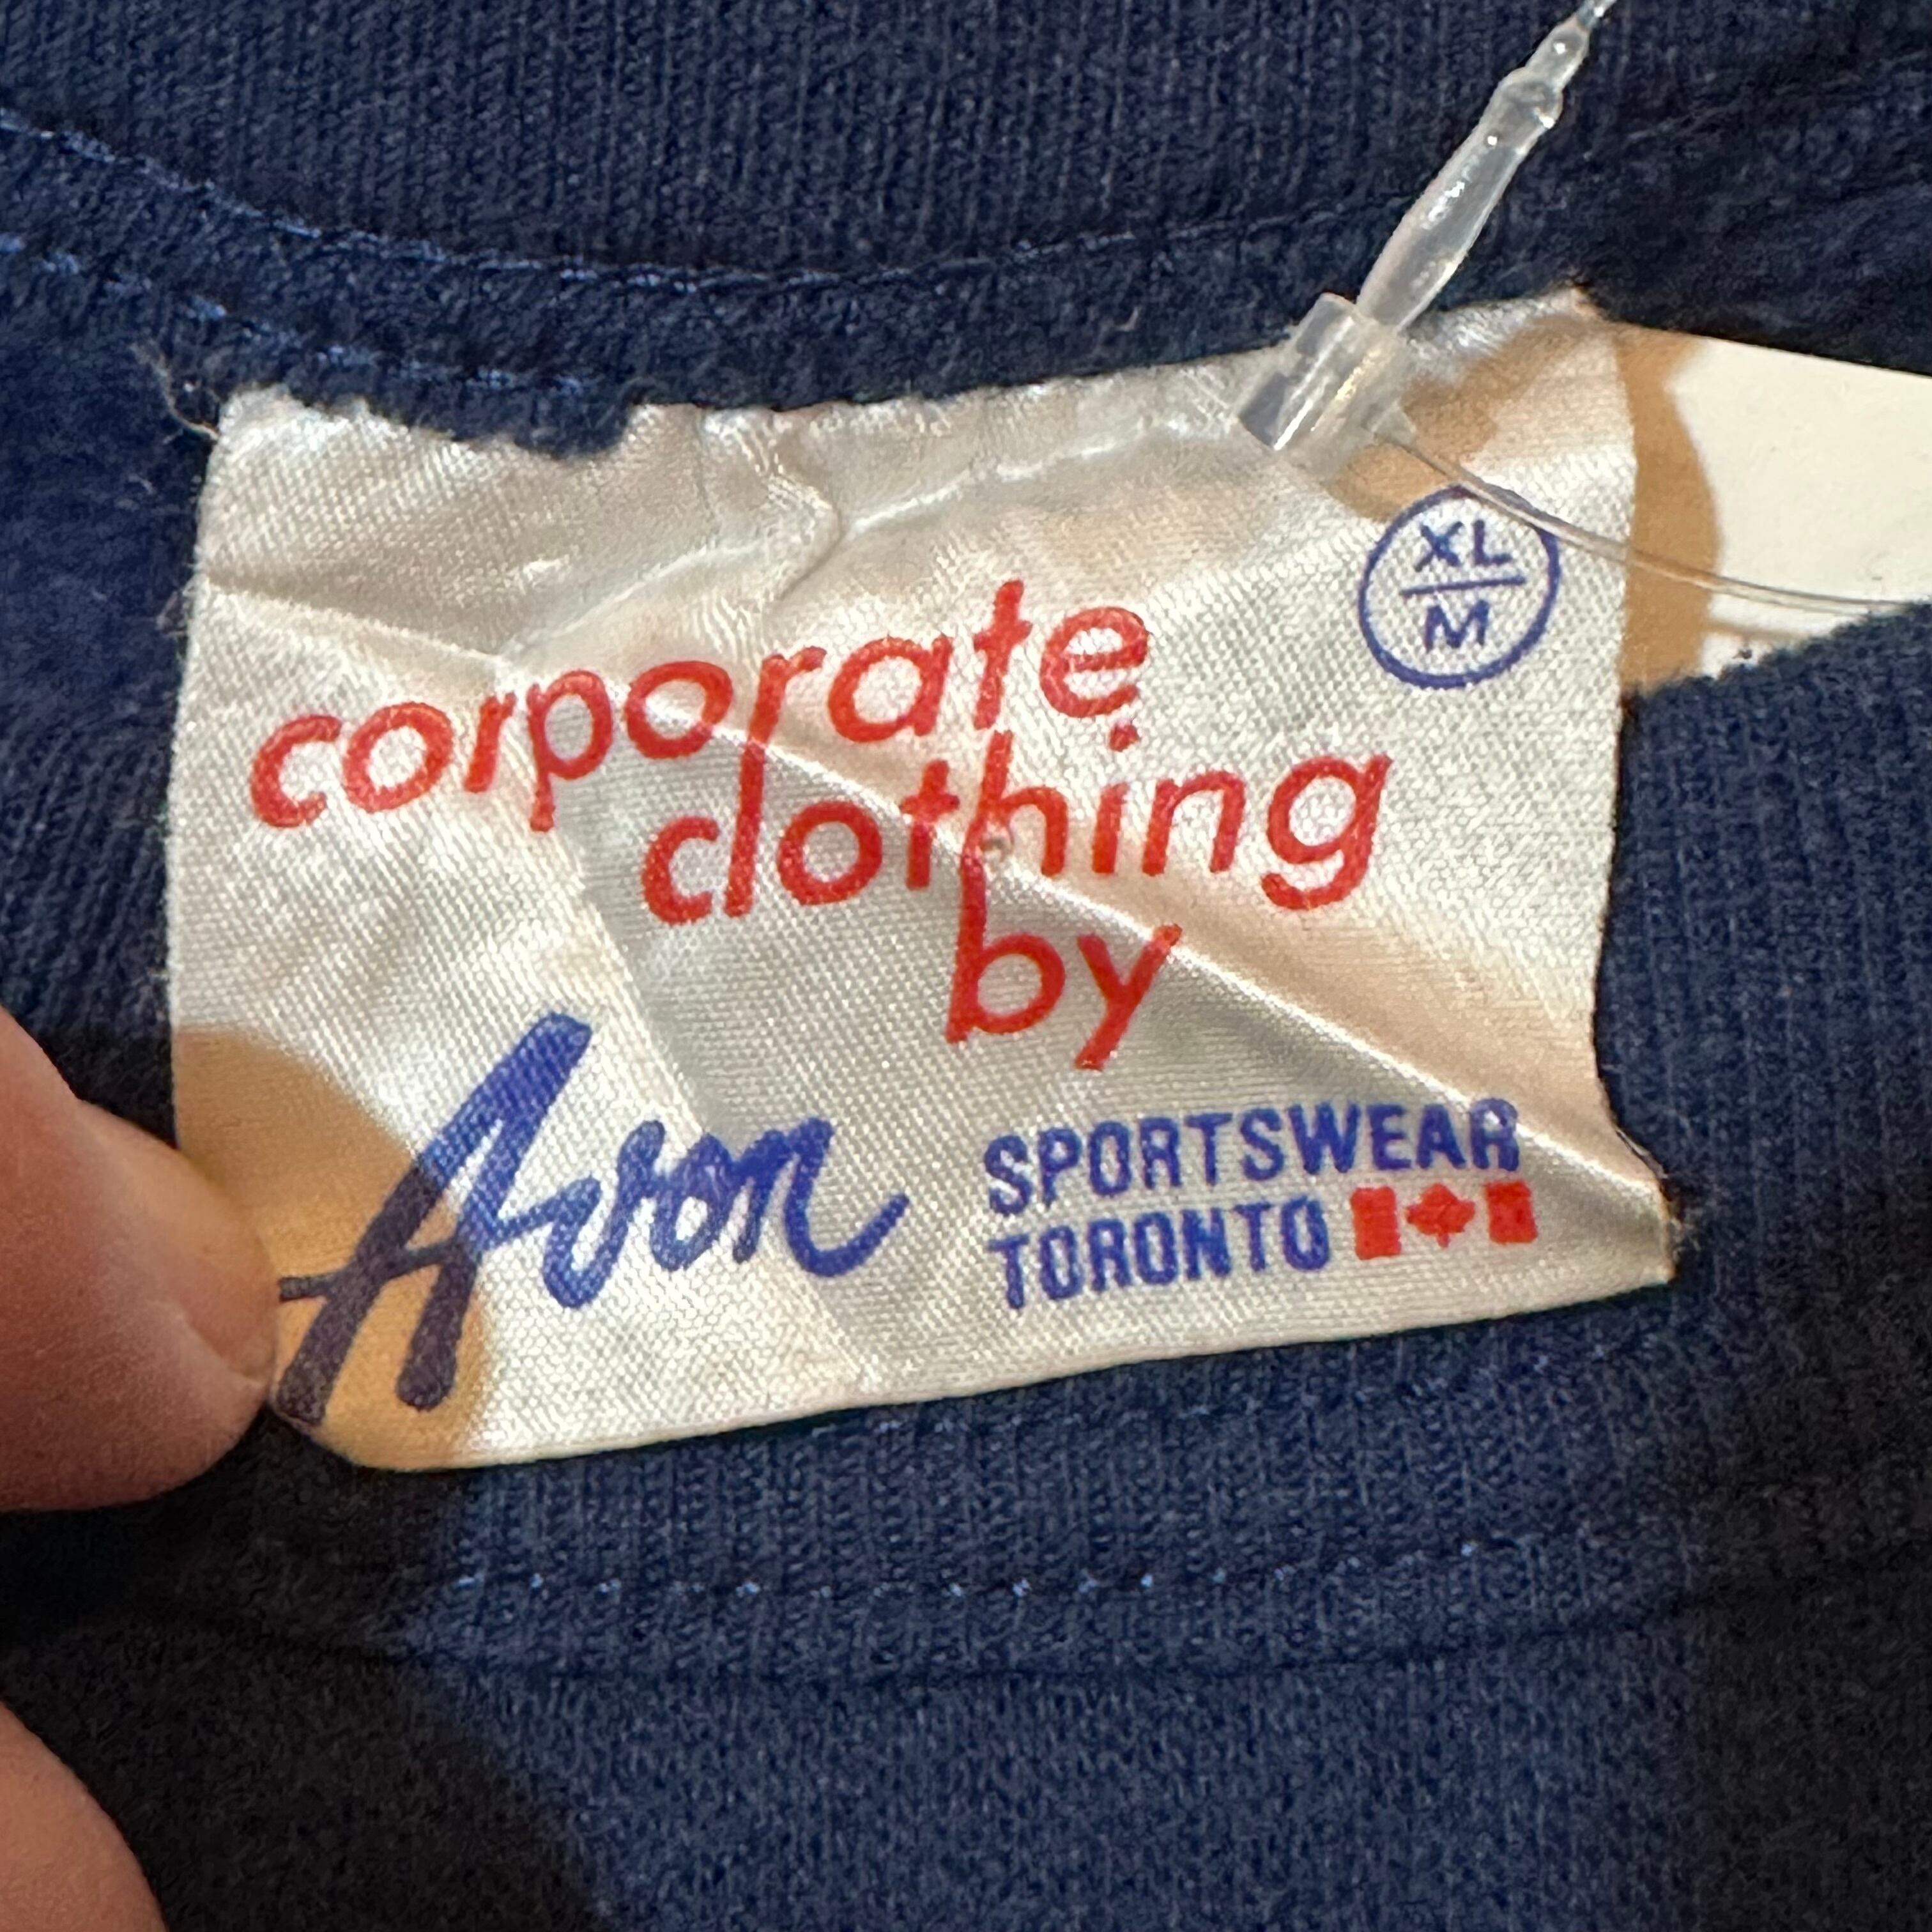 XL
M
corporate
clothing
by
Avon
SPORTSWEAR
TORONTO